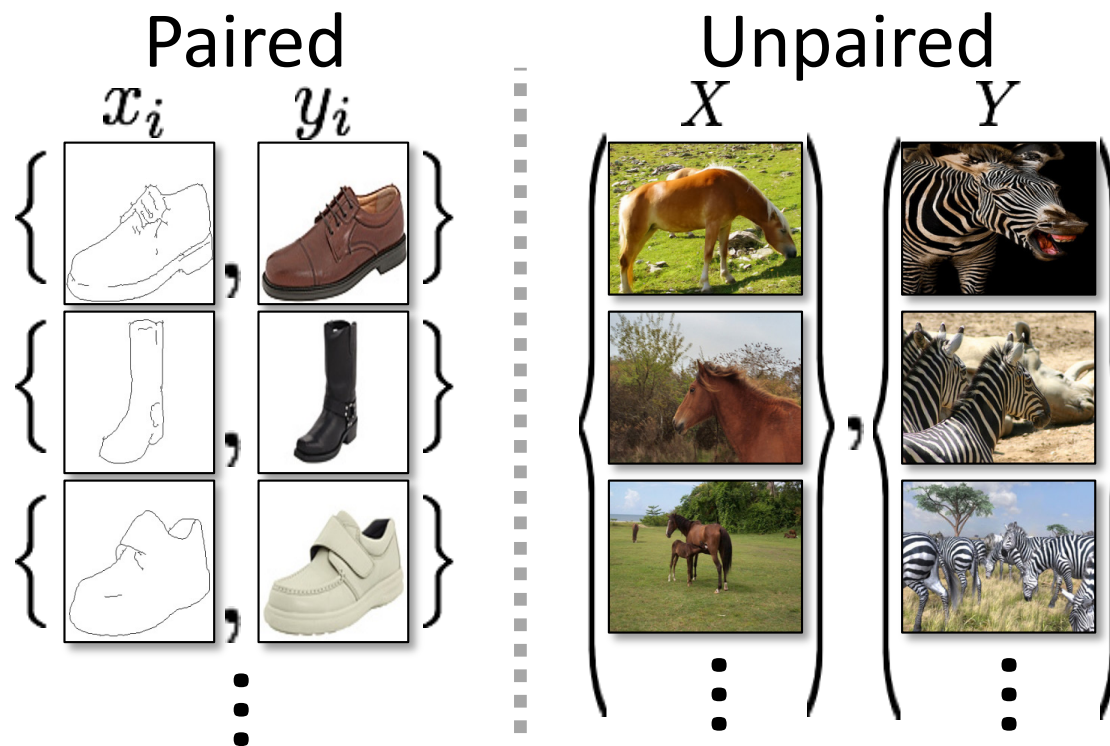 Paired
Unpaired
x_i
y_i
X
Y
{ , }
{ , }
{ , }
{ } , { }
⋮
⋮
⋮